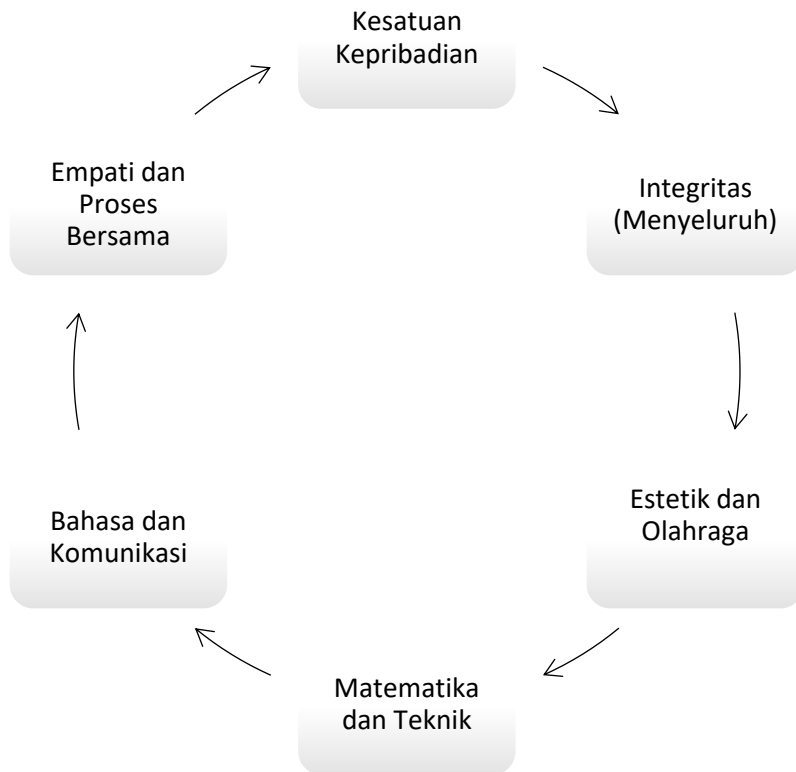 Kesatuan
Kepribadian
Integritas
(Menyeluruh)
Estetik dan
Olahraga
Matematika
dan Teknik
Bahasa dan
Komunikasi
Empati dan
Proses
Bersama